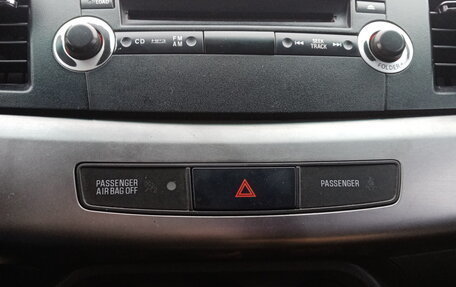 LOAD
CD
FM
AM
SEEK
TRACK
FOLDER
PASSENGER
AIR BAG OFF
PASSENGER